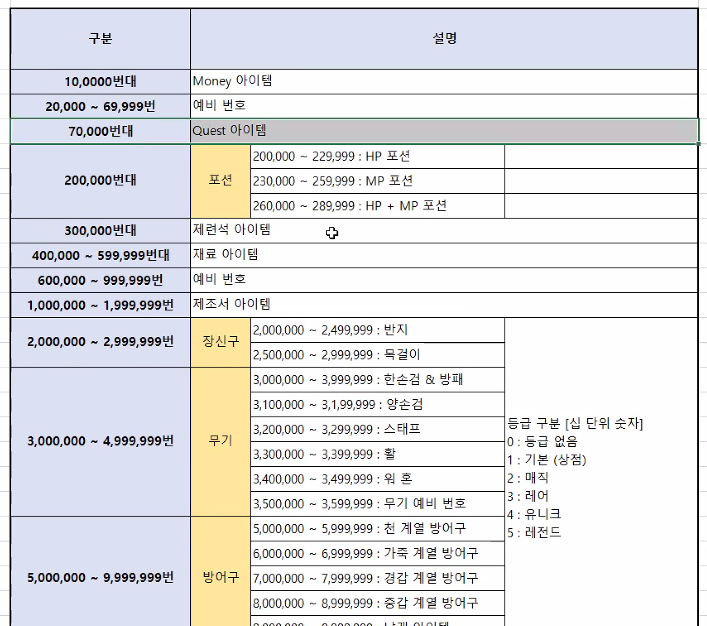 구분 설명
10,0000번대 Money 아이템
20,000 ~ 69,999번 예비 번호
70,000번대 Quest 아이템
200,000번대 포션 200,000 ~ 229,999 : HP 포션
230,000 ~ 259,999 : MP 포션
260,000 ~ 289,999 : HP + MP 포션
300,000번대 제련석 아이템
400,000 ~ 599,999번대 재료 아이템
600,000 ~ 999,999번 예비 번호
1,000,000 ~ 1,999,999번 제조서 아이템
2,000,000 ~ 2,999,999번 장신구 2,000,000 ~ 2,499,999 : 반지
2,500,000 ~ 2,999,999 : 목걸이
3,000,000 ~ 4,999,999번 무기 3,000,000 ~ 3,999,999 : 한손검 & 방패
3,100,000 ~ 3,1,99,999 : 양손검
3,200,000 ~ 3,299,999 : 스태프
3,300,000 ~ 3,399,999 : 활
3,400,000 ~ 3,499,999 : 워 혼
3,500,000 ~ 3,599,999 : 무기 예비 번호
5,000,000 ~ 9,999,999번 방어구 5,000,000 ~ 5,999,999 : 천 계열 방어구
6,000,000 ~ 6,999,999 : 가죽 계열 방어구
7,000,000 ~ 7,999,999 : 경갑 계열 방어구
8,000,000 ~ 8,999,999 : 중갑 계열 방어구
등급 구분 [십 단위 숫자]
0 : 등급 없음
1 : 기본 (상점)
2 : 매직
3 : 레어
4 : 유니크
5 : 레전드